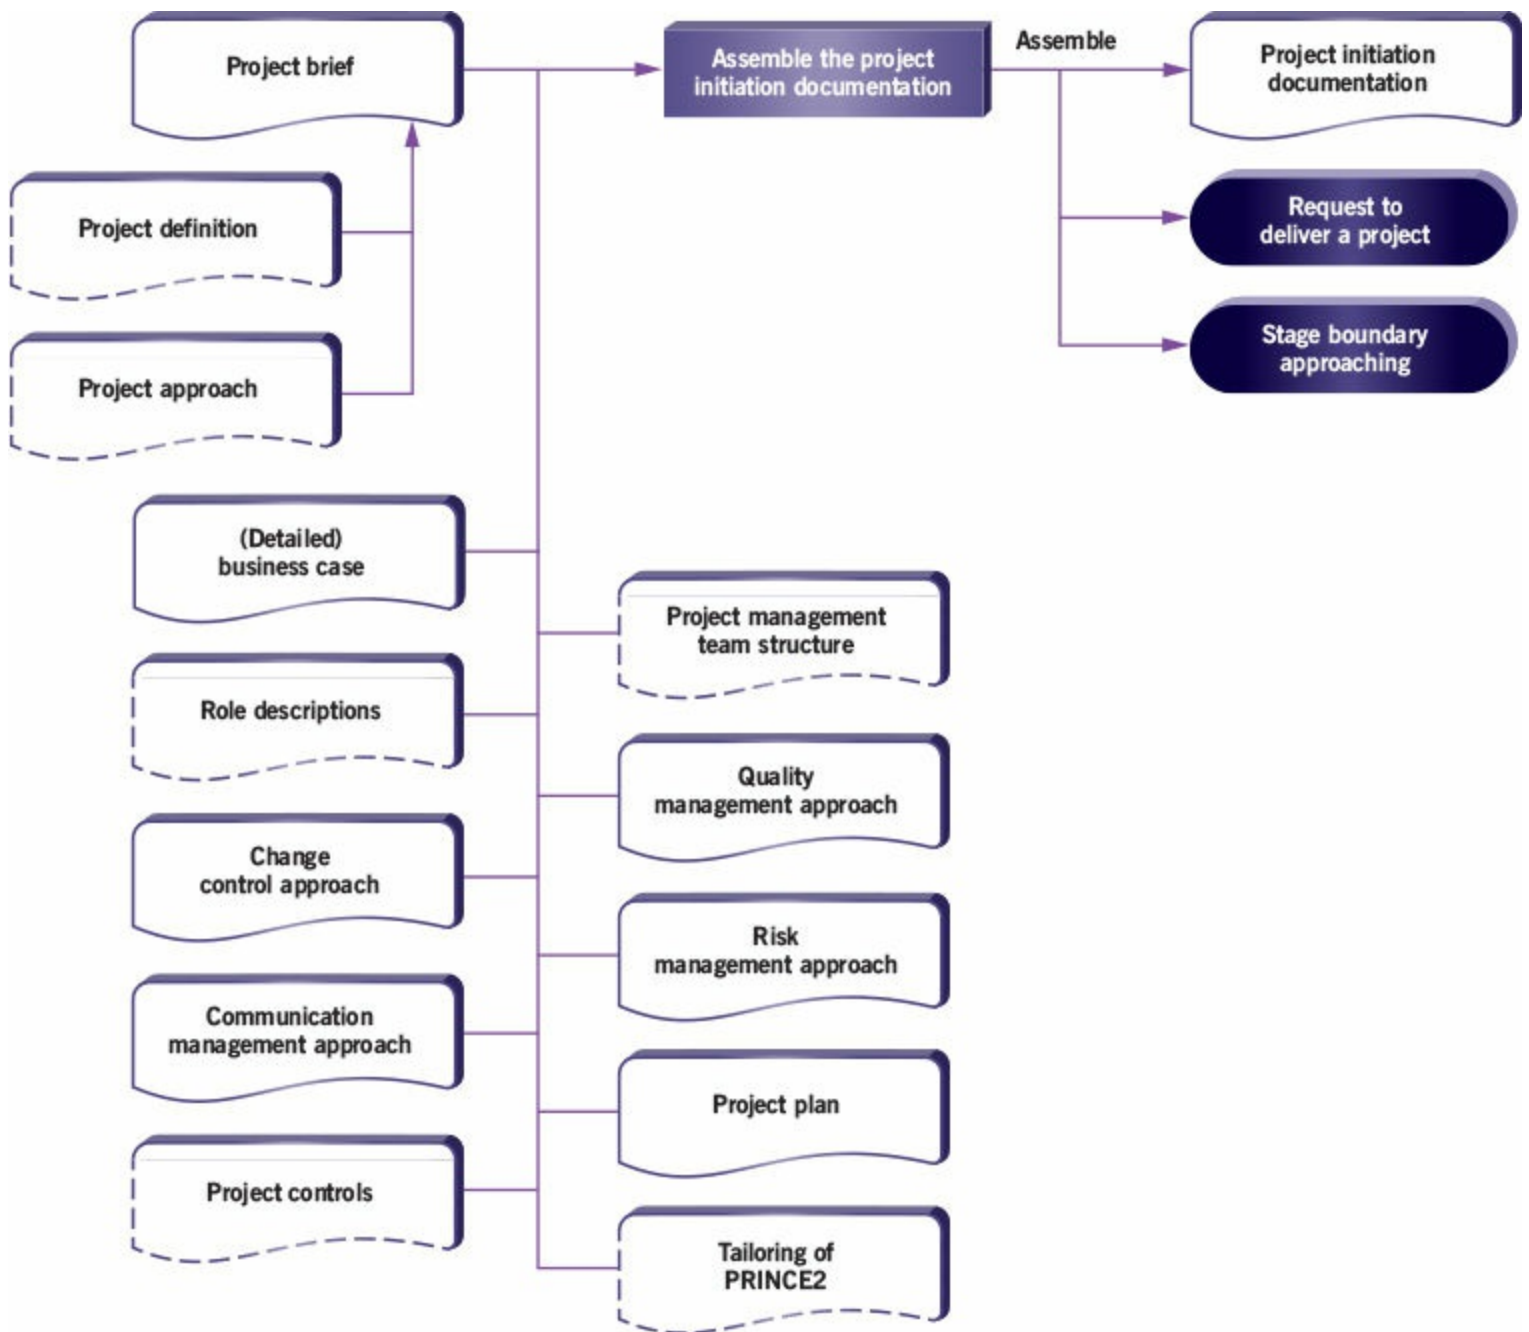 Project brief
Assemble the project
initiation documentation
Assemble
Project initiation
documentation
Project definition
Request to
deliver a project
Project approach
Stage boundary
approaching
(Detailed)
business case
Project management
team structure
Role descriptions
Quality
management approach
Change
control approach
Risk
management approach
Communication
management approach
Project plan
Project controls
Tailoring of
PRINCE2